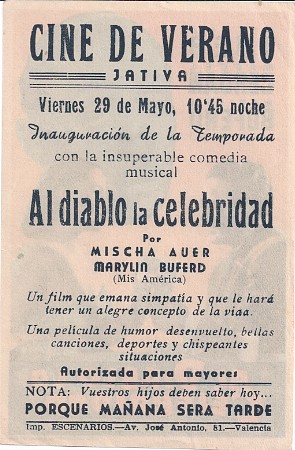 CINE DE VERANO
JATIVA
Viernes 29 de Mayo, 10'45 noche
Inauguración de la Temporada
con la insuperable comedia
musical
Al diablo la celebridad
Por
MISCHA AUER
MARYLIN BUFERD
(Mis América)
Un film que emana simpatía y que le hará
tener un alegre concepto de la viaa.
Una película de humor desenvuelto, bellas
canciones, deportes y chispeantes
situaciones
Autorizada para mayores
NOTA: Vuestros hijos deben saber hoy...
PORQUE MAÑANA SERA TARDE
Imp. ESCENARIOS.—Av. José Antonio, 81.—Valencia